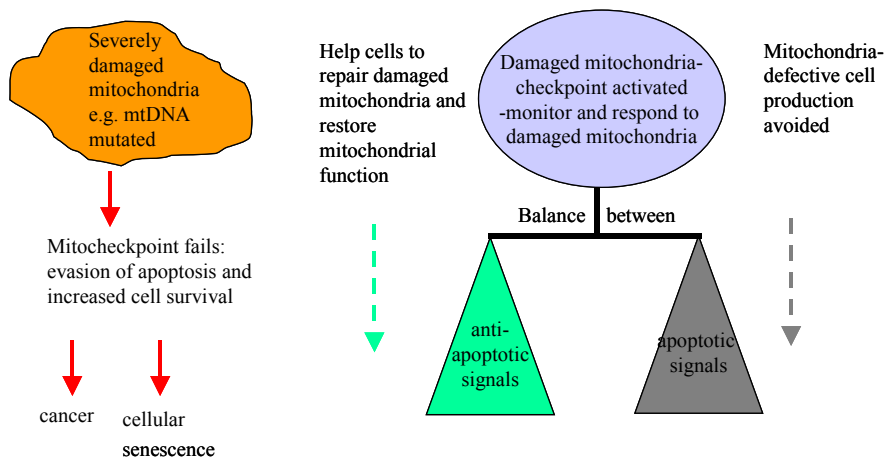 Severely
damaged
mitochondria
e.g. mtDNA
mutated
Mitocheckpoint fails:
evasion of apoptosis and
increased cell survival
cancer
cellular
senescence
Help cells to
repair damaged
mitochondria and
restore
mitochondrial
function
Damaged mitochondria-
checkpoint activated
-monitor and respond to
damaged mitochondria
Mitochondria-
defective cell
production
avoided
Balance between
anti-
apoptotic
signals
apoptotic
signals